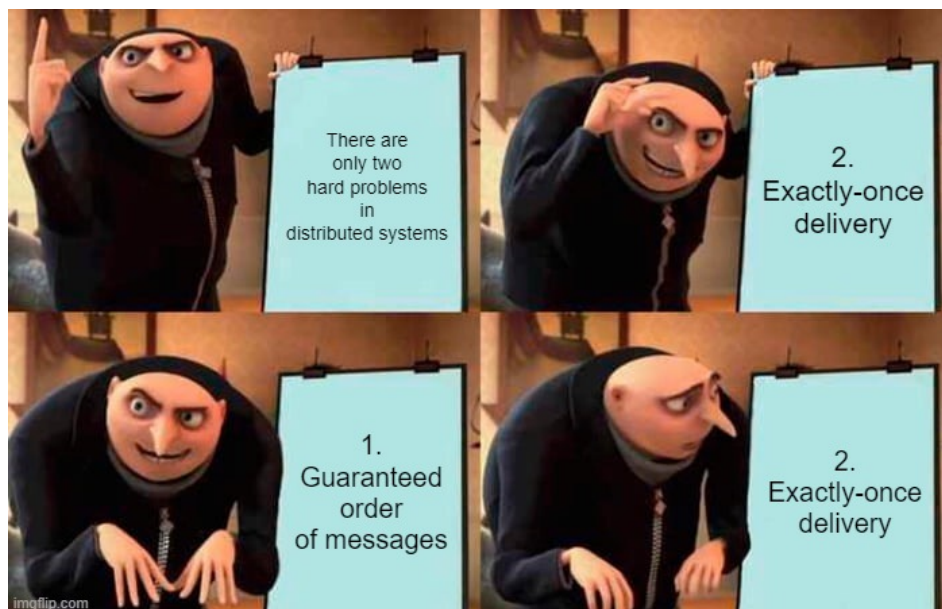 There are
only two
hard problems
in
distributed systems
2.
Exactly-once
delivery
1.
Guaranteed
order
of messages
2.
Exactly-once
delivery
imgflip.com